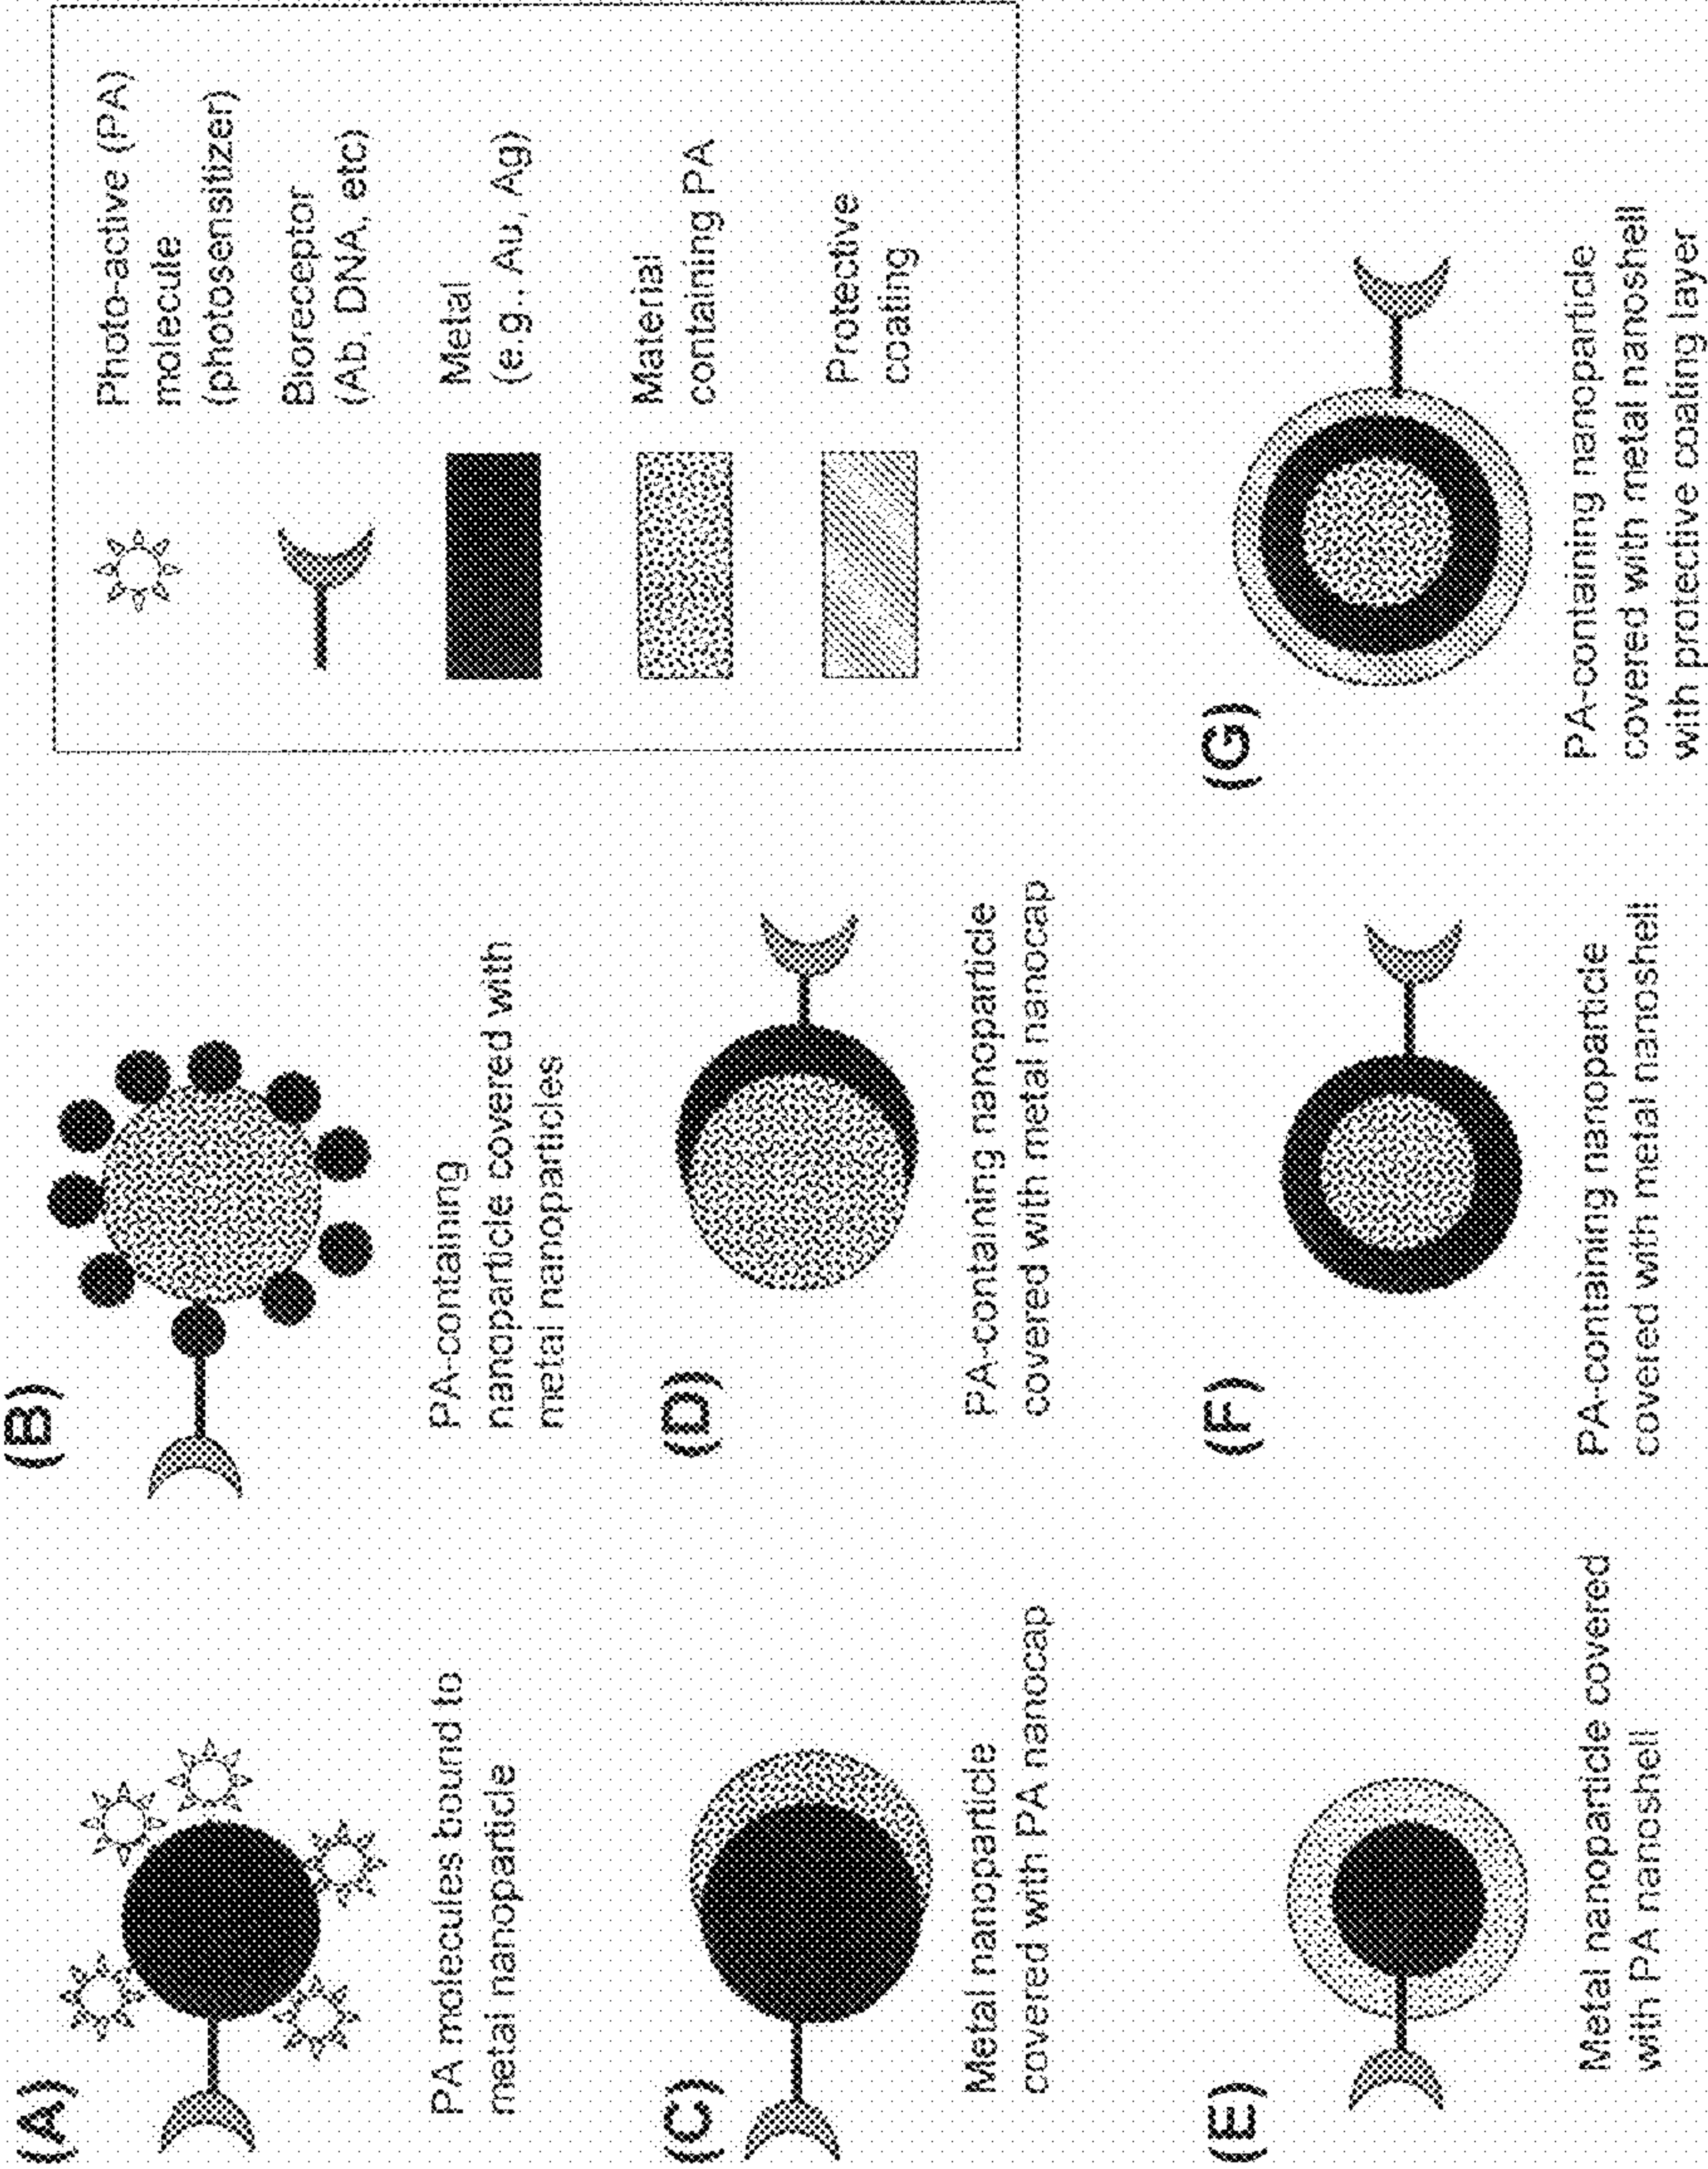 (A)
PA molecules bound to
metal nanoparticle
(B)
PA-containing
nanoparticle covered with
metal nanoparticles
Photo-active (PA)
molecule
(photosensitizer)
Bioreceptor
(Ab, DNA, etc)
Metal
(e.g., Au, Ag)
Material
containing PA
Protective
coating
(C)
Metal nanoparticle
covered with PA nanocap
(D)
PA-containing nanoparticle
covered with metal nanocap
(E)
Metal nanoparticle covered
with PA nanoshell
(F)
PA-containing nanoparticle
covered with metal nanoshell
(G)
PA-containing nanoparticle
covered with metal nanoshell
with protective coating layer